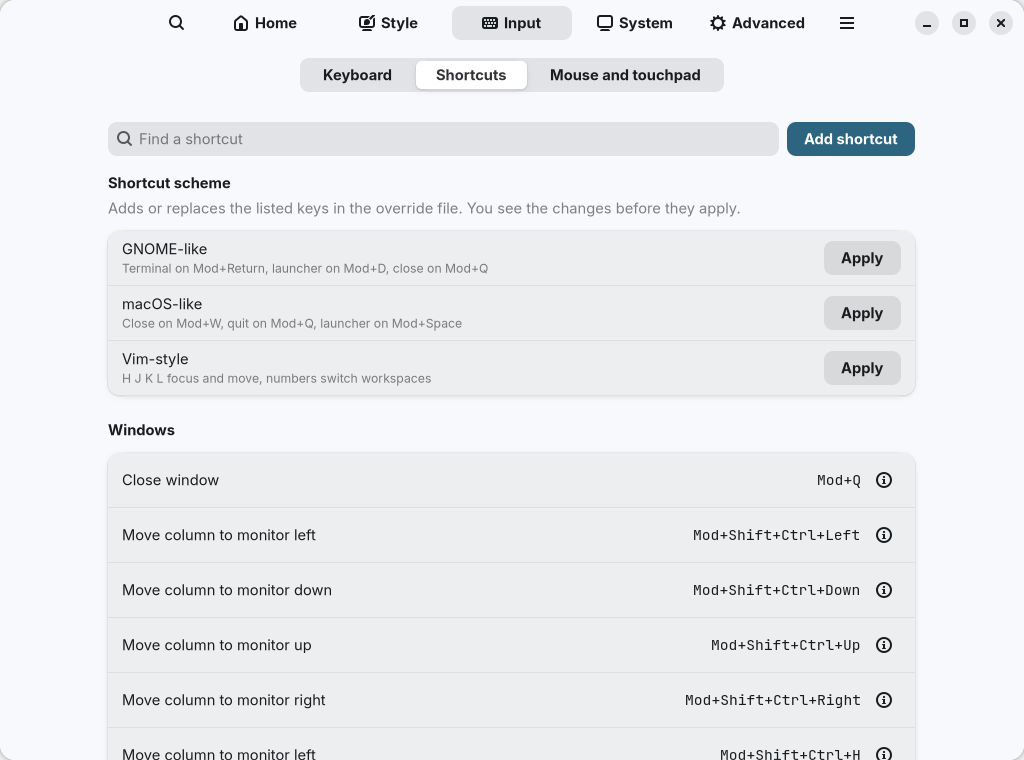 Home Style Input System Advanced
Keyboard Shortcuts Mouse and touchpad
Find a shortcut Add shortcut
Shortcut scheme
Adds or replaces the listed keys in the override file. You see the changes before they apply.
GNOME-like
Terminal on Mod+Return, launcher on Mod+D, close on Mod+Q
Apply
macOS-like
Close on Mod+W, quit on Mod+Q, launcher on Mod+Space
Apply
Vim-style
H J K L focus and move, numbers switch workspaces
Apply
Windows
Close window Mod+Q
Move column to monitor left Mod+Shift+Ctrl+Left
Move column to monitor down Mod+Shift+Ctrl+Down
Move column to monitor up Mod+Shift+Ctrl+Up
Move column to monitor right Mod+Shift+Ctrl+Right
Move column to monitor left Mod+Shift+Ctrl+H